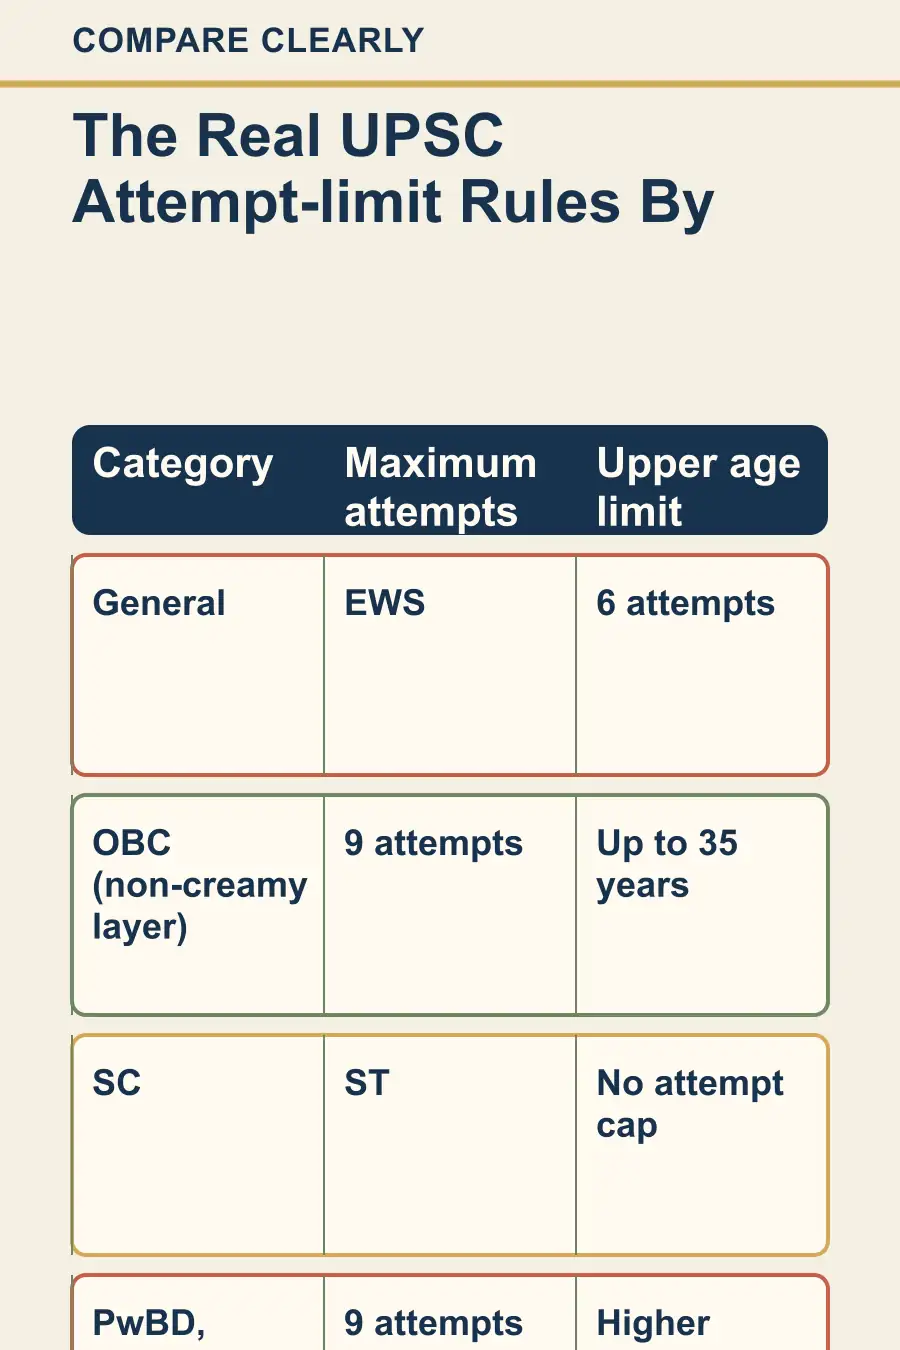 COMPARE CLEARLY
The Real UPSC
Attempt-limit Rules By
Category Maximum attempts Upper age limit
General EWS 6 attempts
OBC (non-creamy layer) 9 attempts Up to 35 years
SC ST No attempt cap
PwBD, 9 attempts Higher